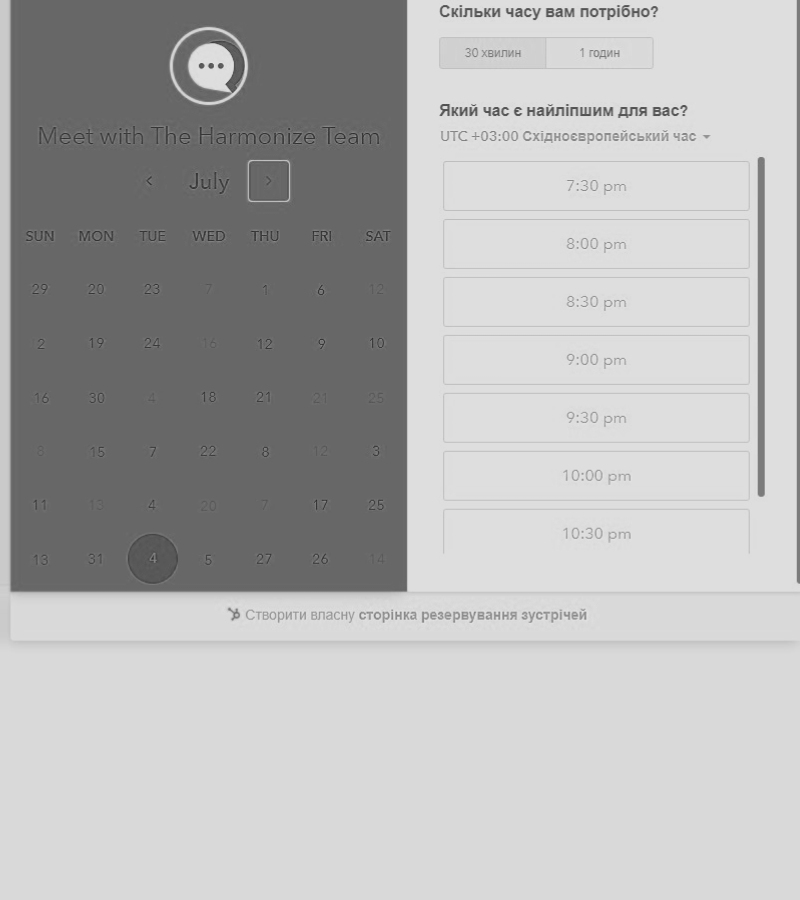 Meet with The Harmonize Team
July
SUN MON TUE WED THU FRI SAT
29 20 23 7 1 6 12
2 19 24 16 12 9 10
16 30 4 18 21 21 25
8 15 7 22 8 12 3
11 13 4 20 7 17 25
13 31 4 5 27 26 14
Скільки часу вам потрібно?
30 хвилин 1 годин
Який час є найліпшим для вас?
UTC +03:00 Східноєвропейський час
7:30 pm
8:00 pm
8:30 pm
9:00 pm
9:30 pm
10:00 pm
10:30 pm
Створити власну сторінка резервування зустрічей